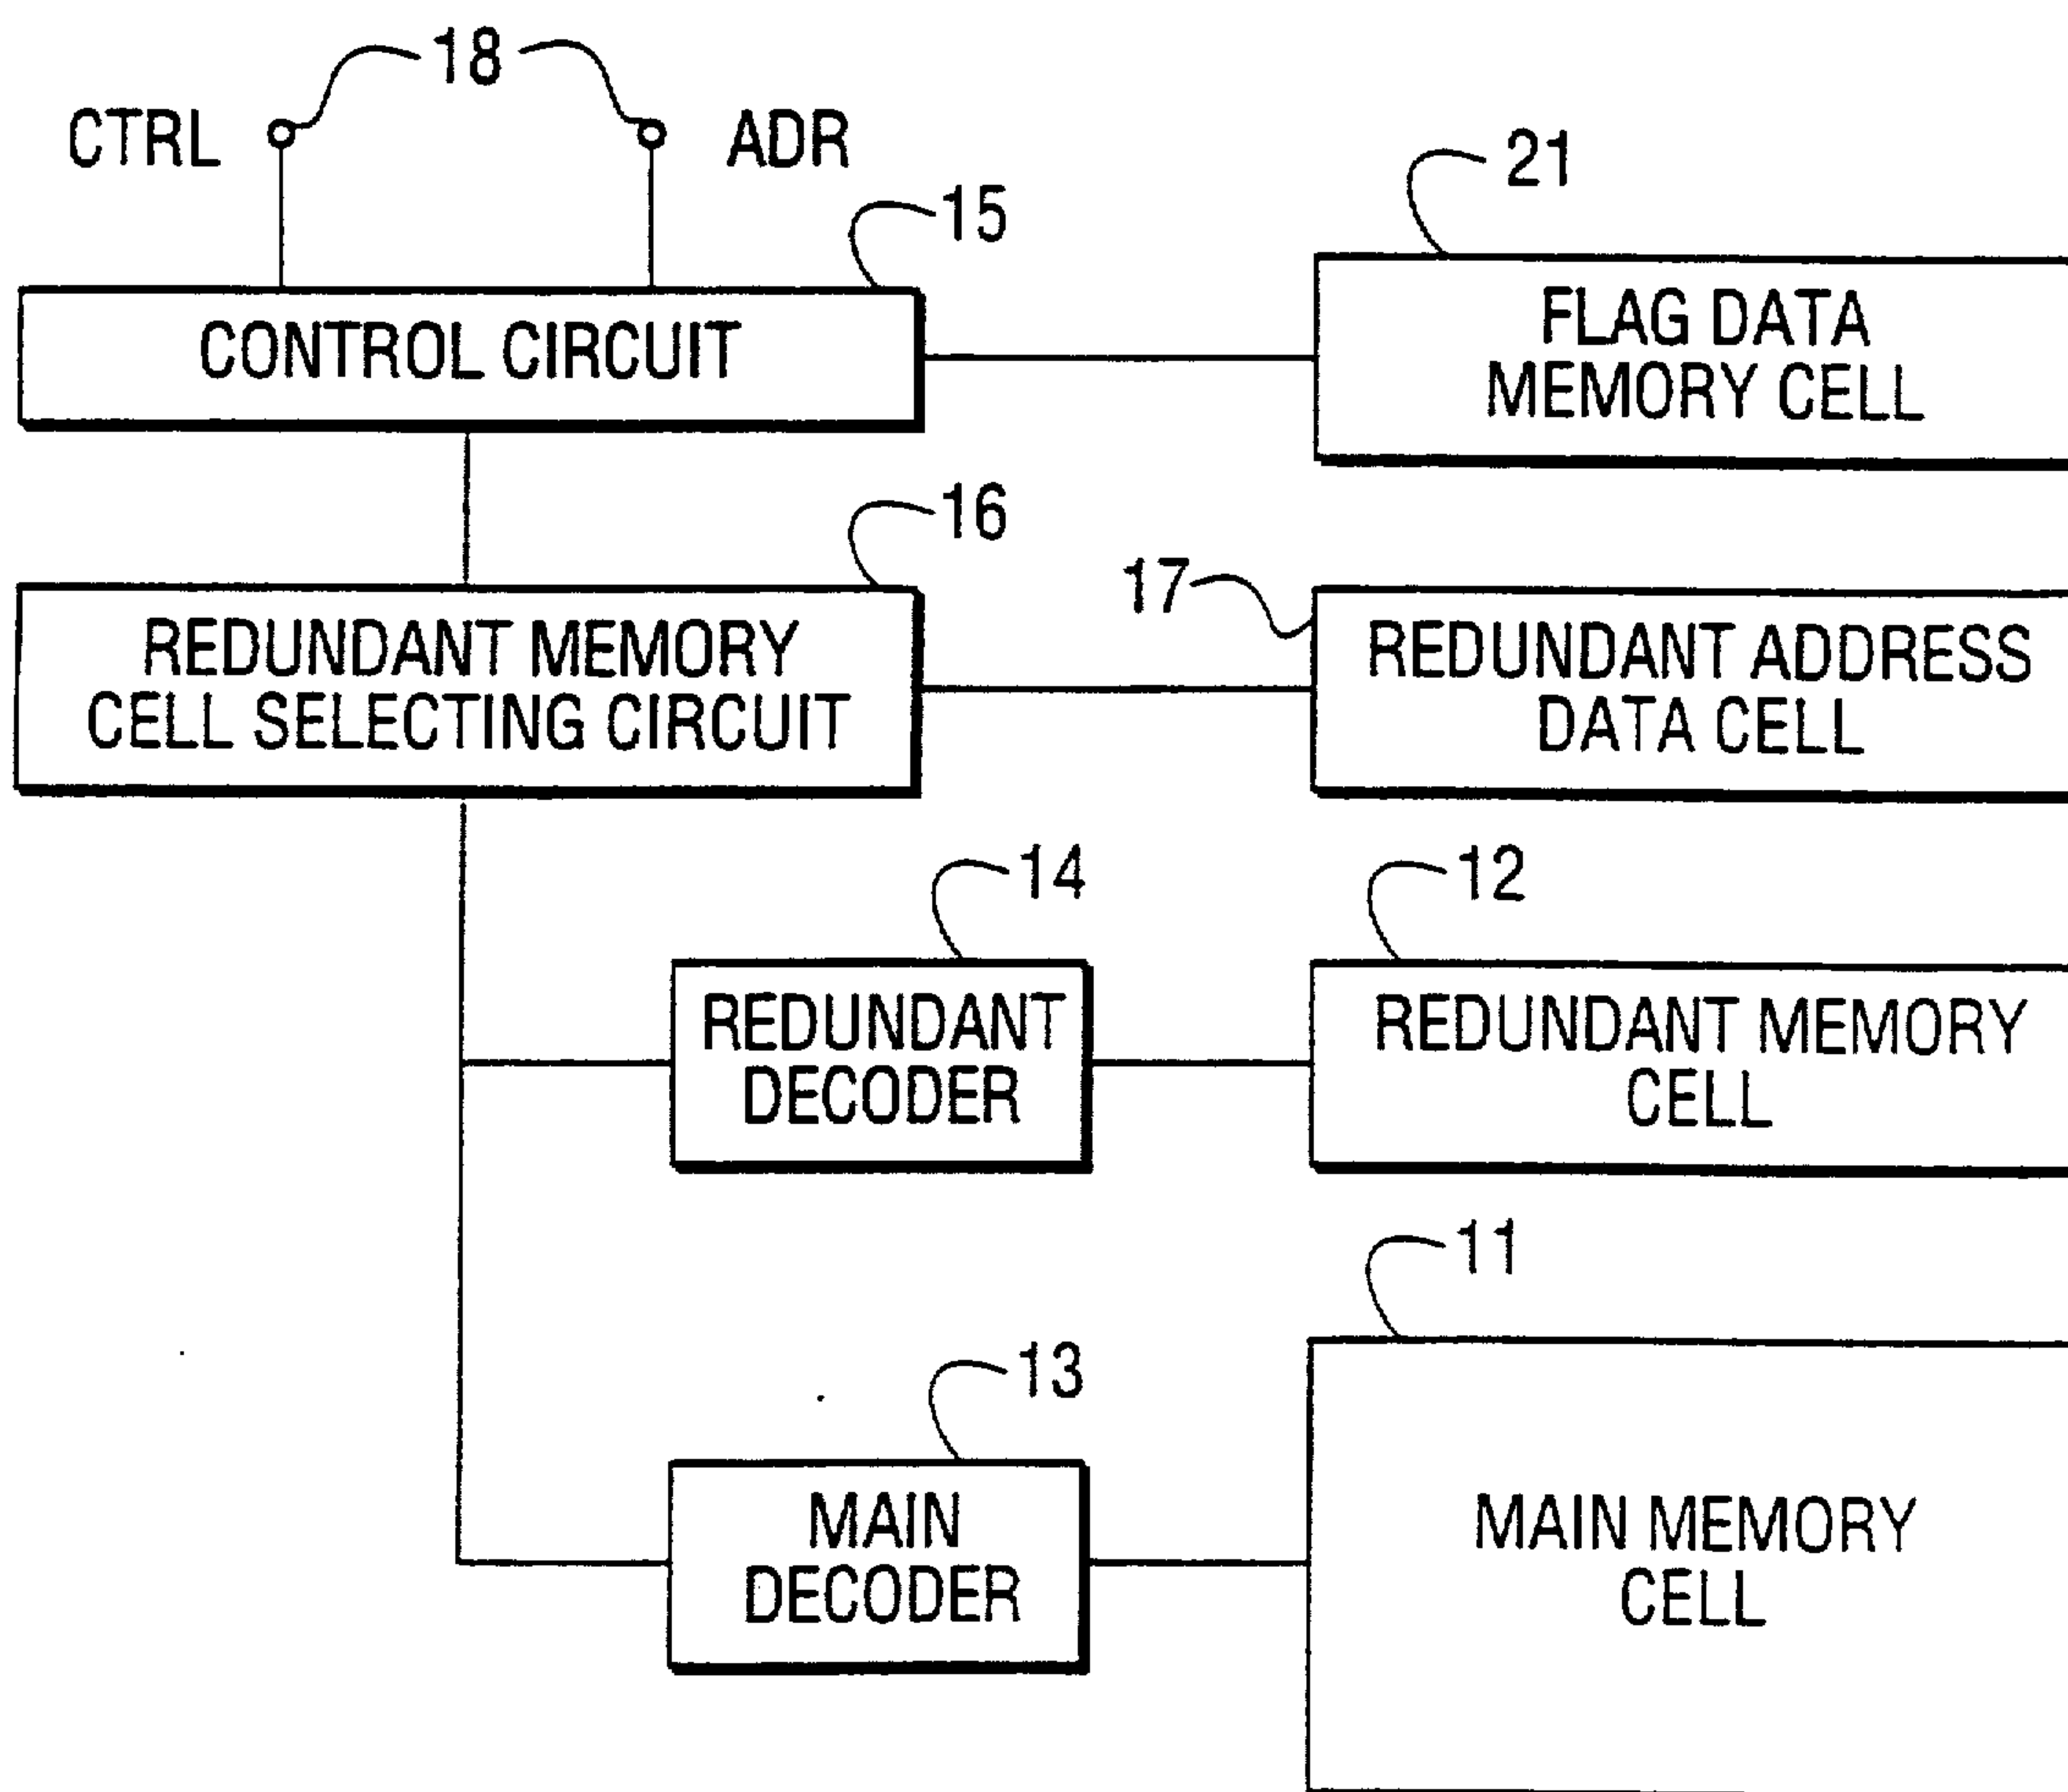 18
CTRL
ADR
15
21
CONTROL CIRCUIT
FLAG DATA
MEMORY CELL
16
17
REDUNDANT MEMORY
CELL SELECTING CIRCUIT
REDUNDANT ADDRESS
DATA CELL
14
12
REDUNDANT
DECODER
REDUNDANT MEMORY
CELL
11
13
MAIN
DECODER
MAIN MEMORY
CELL